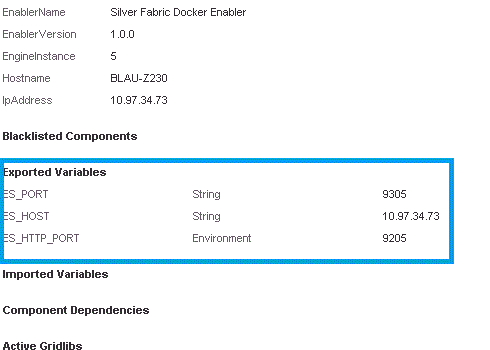 EnablerName Silver Fabric Docker Enabler
EnablerVersion 1.0.0
EngineInstance 5
Hostname BLAU-Z230
IpAddress 10.97.34.73
Blacklisted Components
Exported Variables
ES_PORT String 9305
ES_HOST String 10.97.34.73
ES_HTTP_PORT Environment 9205
Imported Variables
Component Dependencies
Active Gridlibs